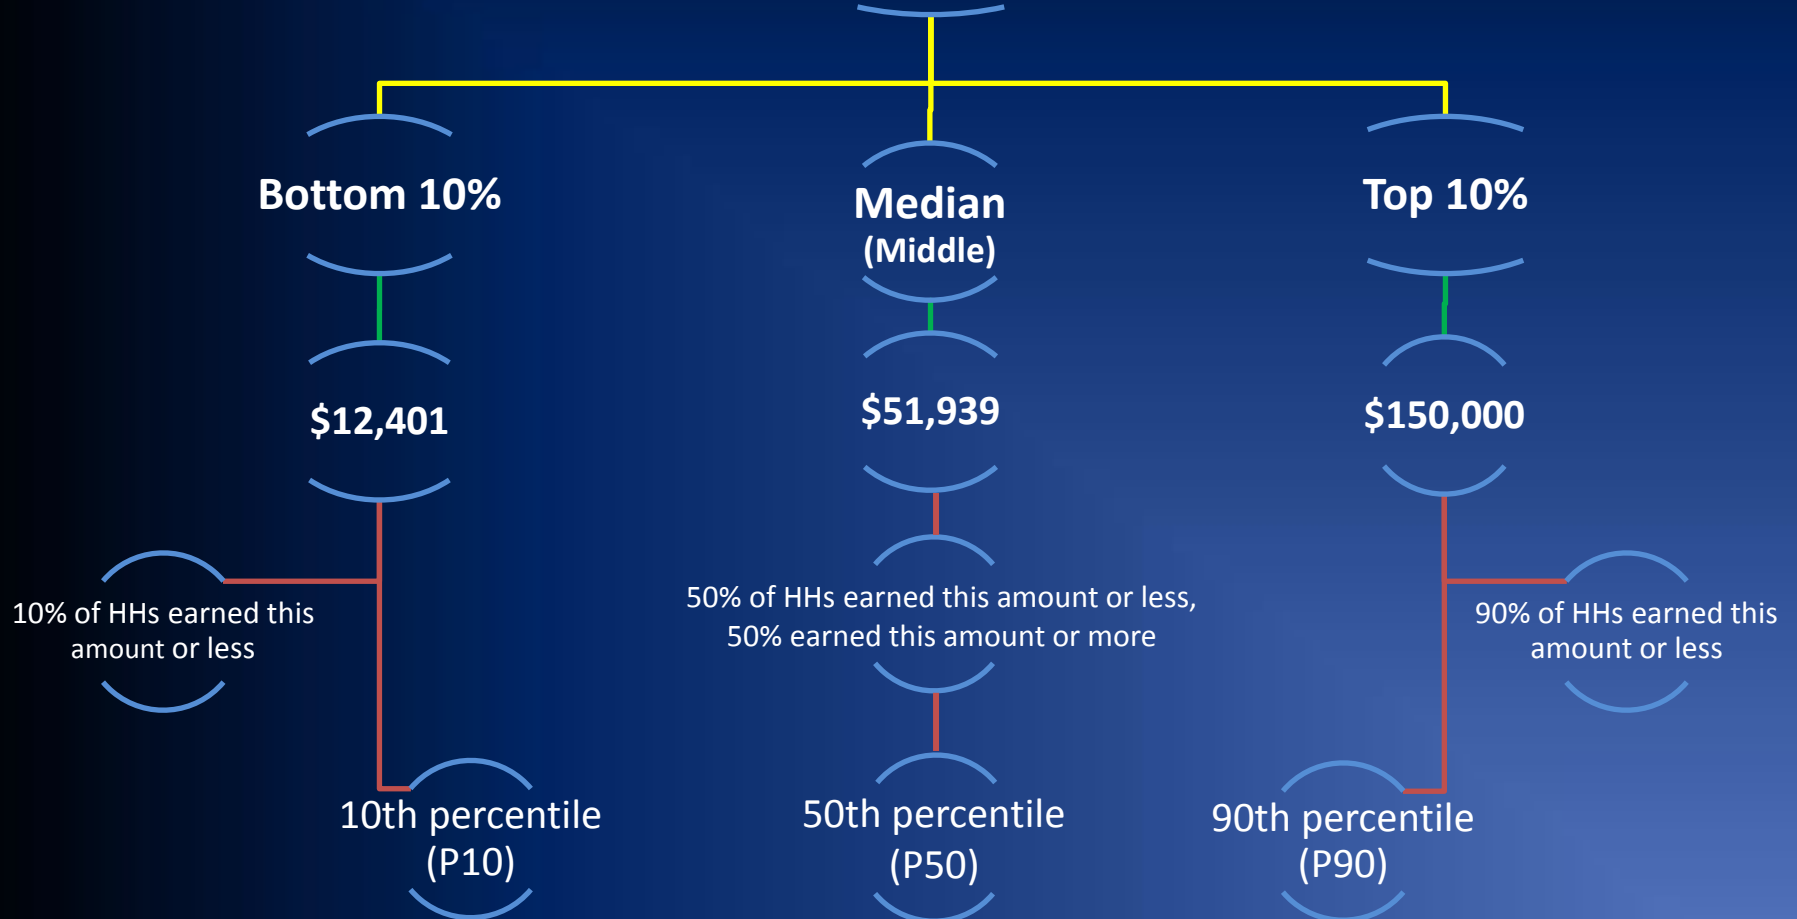 Bottom 10%
Median
(Middle)
Top 10%
$12,401
$51,939
$150,000
10% of HHs earned this
amount or less
50% of HHs earned this amount or less,
50% earned this amount or more
90% of HHs earned this
amount or less
10th percentile
(P10)
50th percentile
(P50)
90th percentile
(P90)